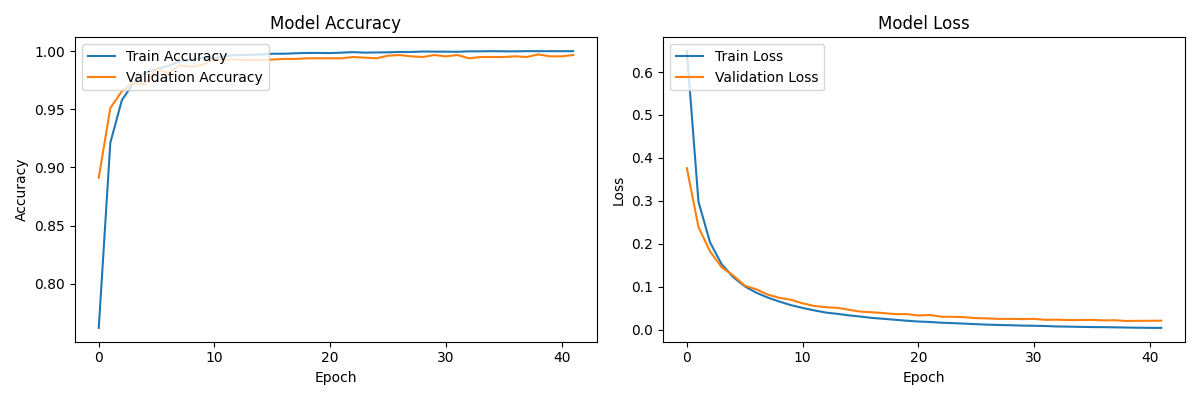 Model Accuracy
Train Accuracy
Validation Accuracy
1.00
0.95
0.90
0.85
0.80
Accuracy
0
10
20
30
40
Epoch
Model Loss
Train Loss
Validation Loss
0.6
0.5
0.4
0.3
0.2
0.1
0.0
Loss
0
10
20
30
40
Epoch